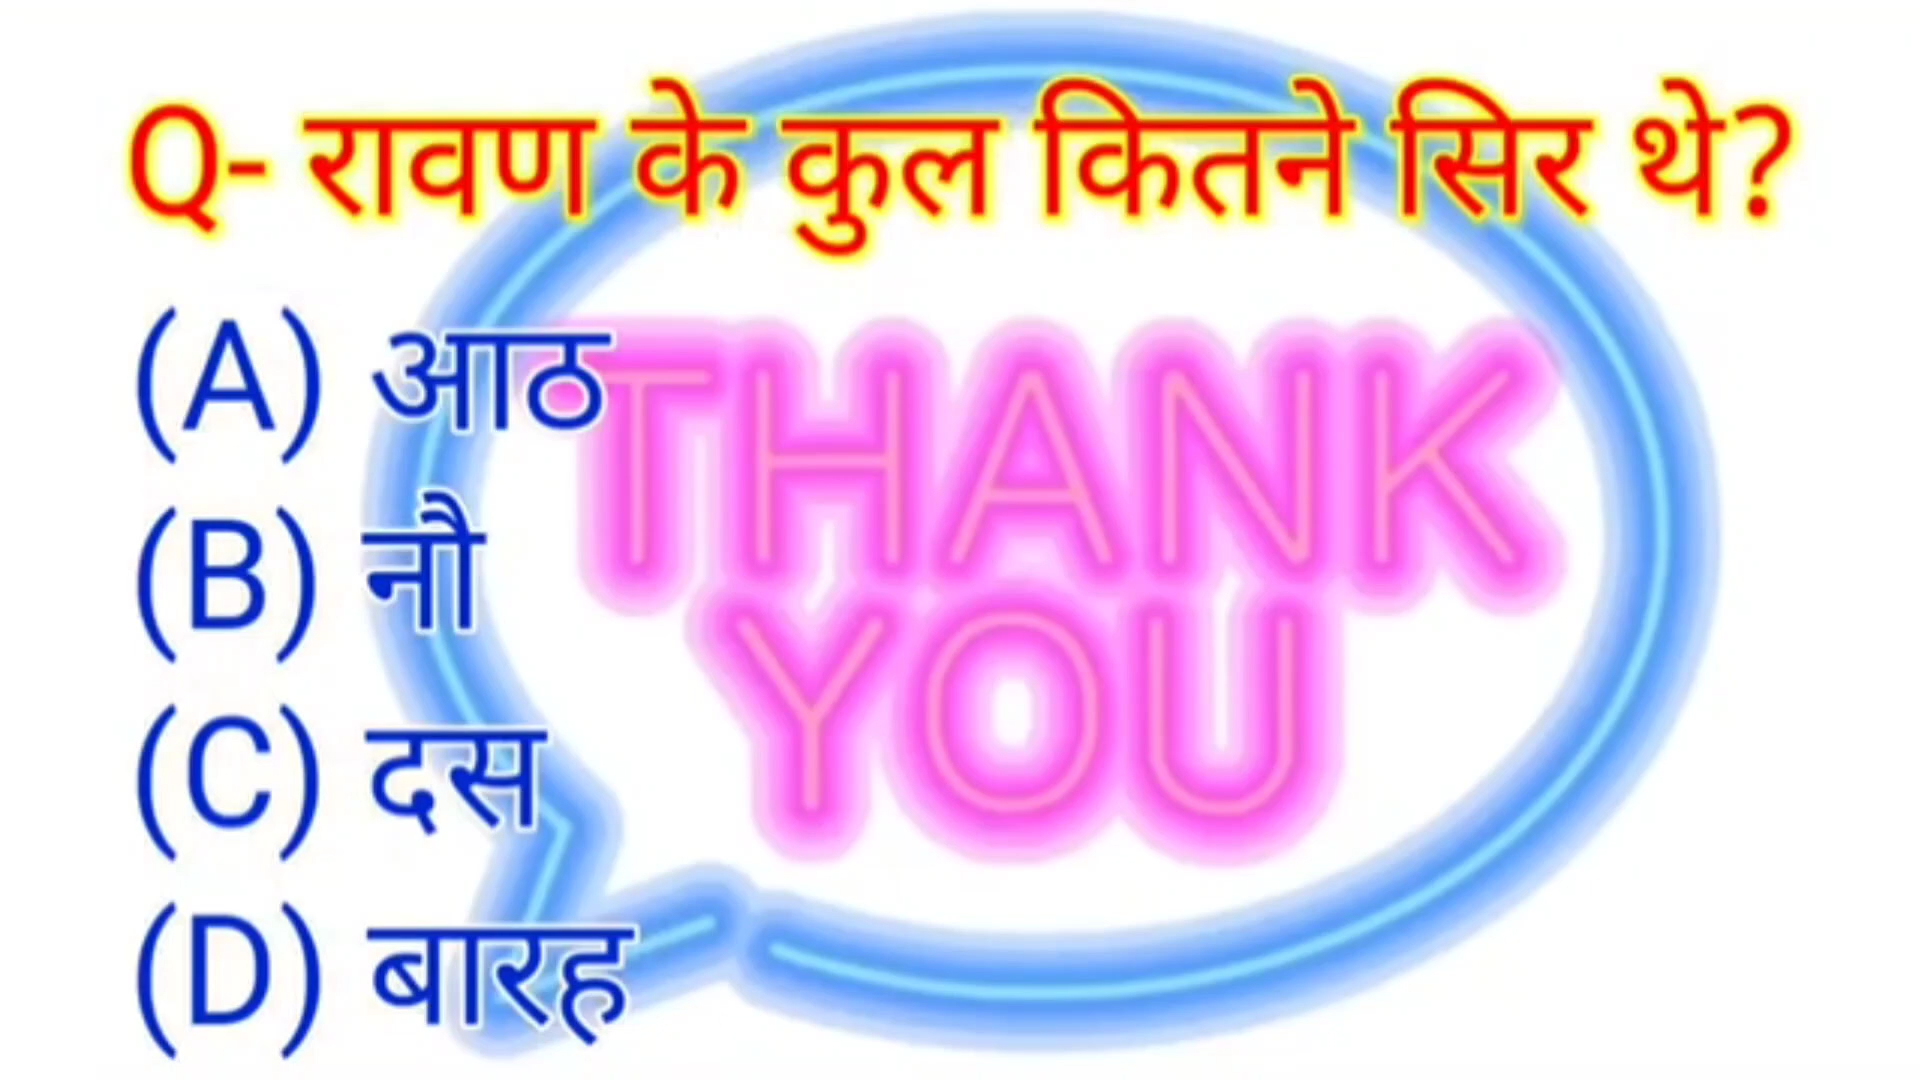 Q- रावण के कुल कितने सिर थे?
(A) आठ
(B) नौ
(C) दस
(D) बारह
THANK
YOU